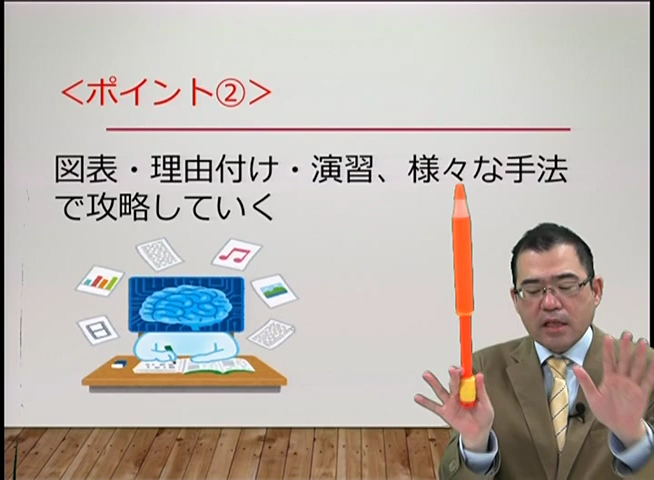 ＜ポイント②＞
図表・理由付け・演習、様々な手法
で攻略していく